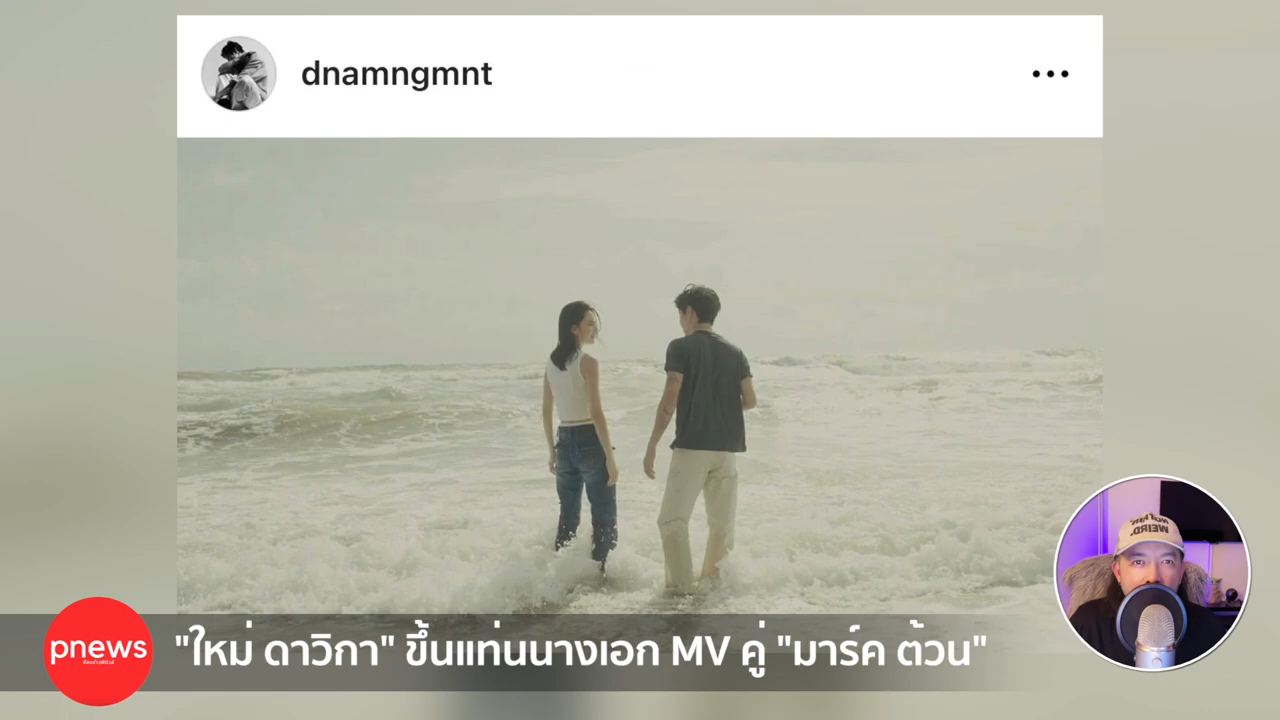 dnamngmnt
WEIRD.
pnews
"ใหม่ ดาวิกา" ขึ้นแท่นนางเอก MV คู่ "มาร์ค ต้วน"